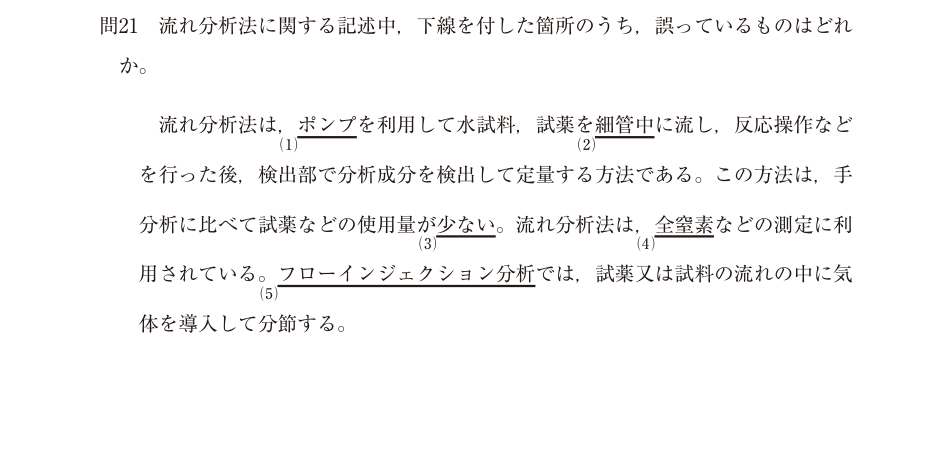 問21　流れ分析法に関する記述中，下線を付した箇所のうち，誤っているものはどれ
か。
流れ分析法は，ポンプを利用して水試料，試薬を細管中に流し，反応操作など
(1) (2)
を行った後，検出部で分析成分を検出して定量する方法である。この方法は，手
分析に比べて試薬などの使用量が少ない。流れ分析法は，全窒素などの測定に利
(3) (4)
用されている。フローインジェクション分析では，試薬又は試料の流れの中に気
(5)
体を導入して分節する。